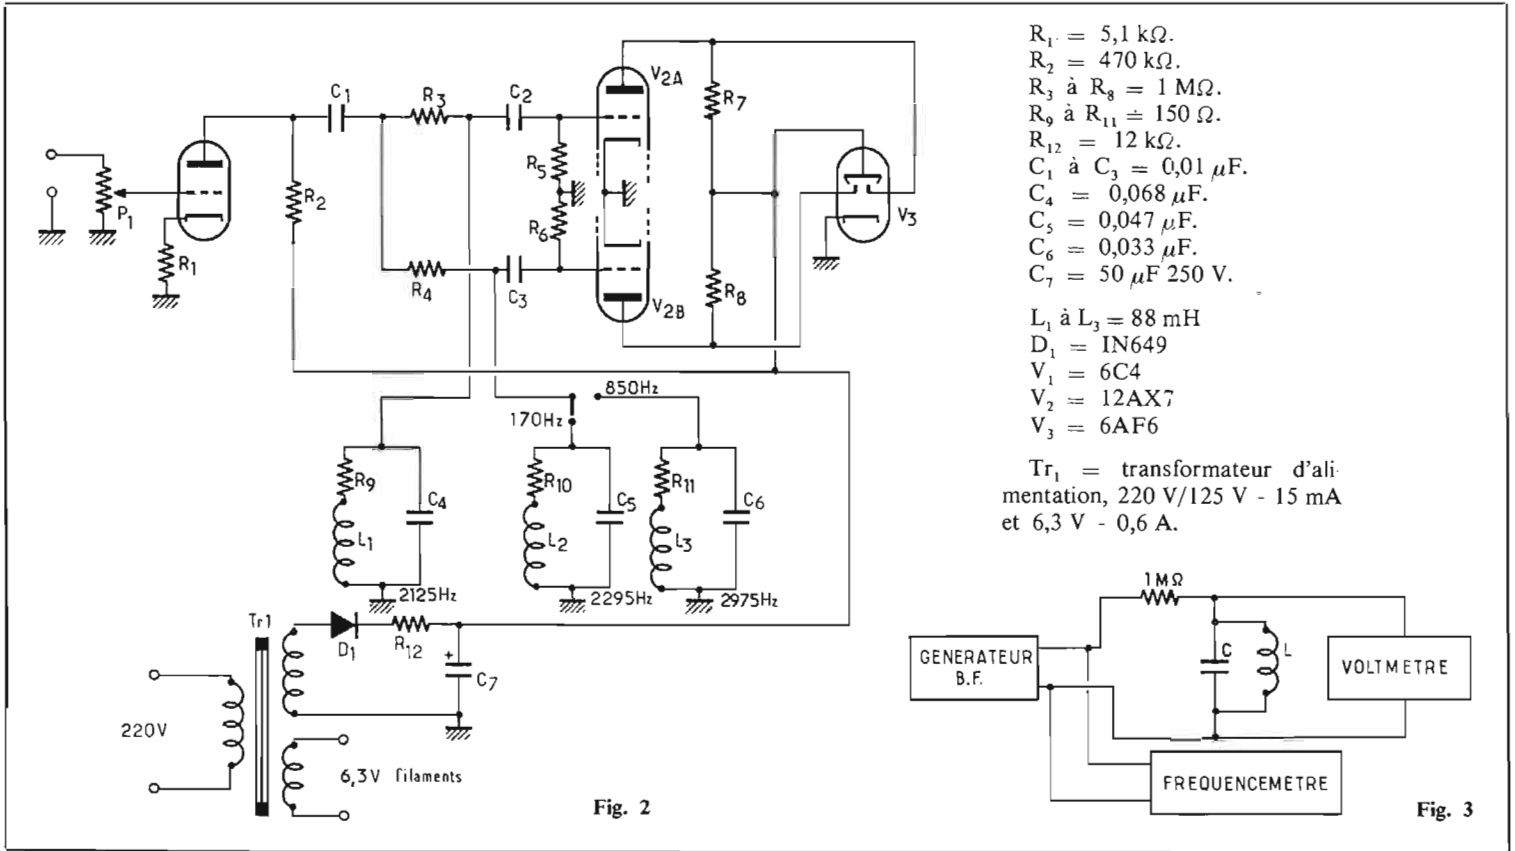 R₁ = 5,1 kΩ.
R₂ = 470 kΩ.
R₃ à R₈ = 1 MΩ.
R₉ à R₁₁ = 150 Ω.
R₁₂ = 12 kΩ.
C₁ à C₃ = 0,01 μF.
C₄ = 0,068 μF.
C₅ = 0,047 μF.
C₆ = 0,033 μF.
C₇ = 50 μF 250 V.
L₁ à L₃ = 88 mH
D₁ = IN649
V₁ = 6C4
V₂ = 12AX7
V₃ = 6AF6
Tr₁ = transformateur d'ali-
mentation, 220 V/125 V - 15 mA
et 6,3 V - 0,6 A.
V2A
C1
R3
C2
R7
P1
R2
R5
R6
V3
R1
R4
C3
V2B
R8
850Hz
170Hz
R9
C4
L1
2125Hz
R10
C5
L2
2295Hz
R11
C6
L3
2975Hz
Tr1
D1
R12
+
C7
220V
6,3V filaments
Fig. 2
1MΩ
GENERATEUR
B.F.
C
L
VOLTMETRE
FREQUENCEMETRE
Fig. 3